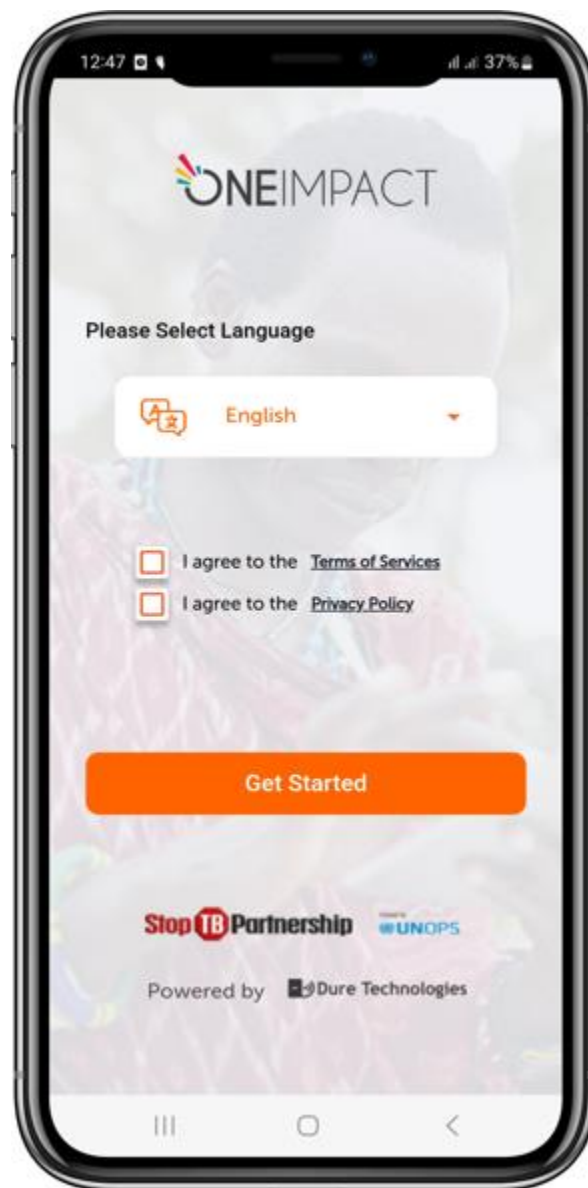 12:47 37%
ONEIMPACT
Please Select Language
A 文 English
I agree to the Terms of Services
I agree to the Privacy Policy
Get Started
Stop TB Partnership UNOPS
Powered by Dure Technologies